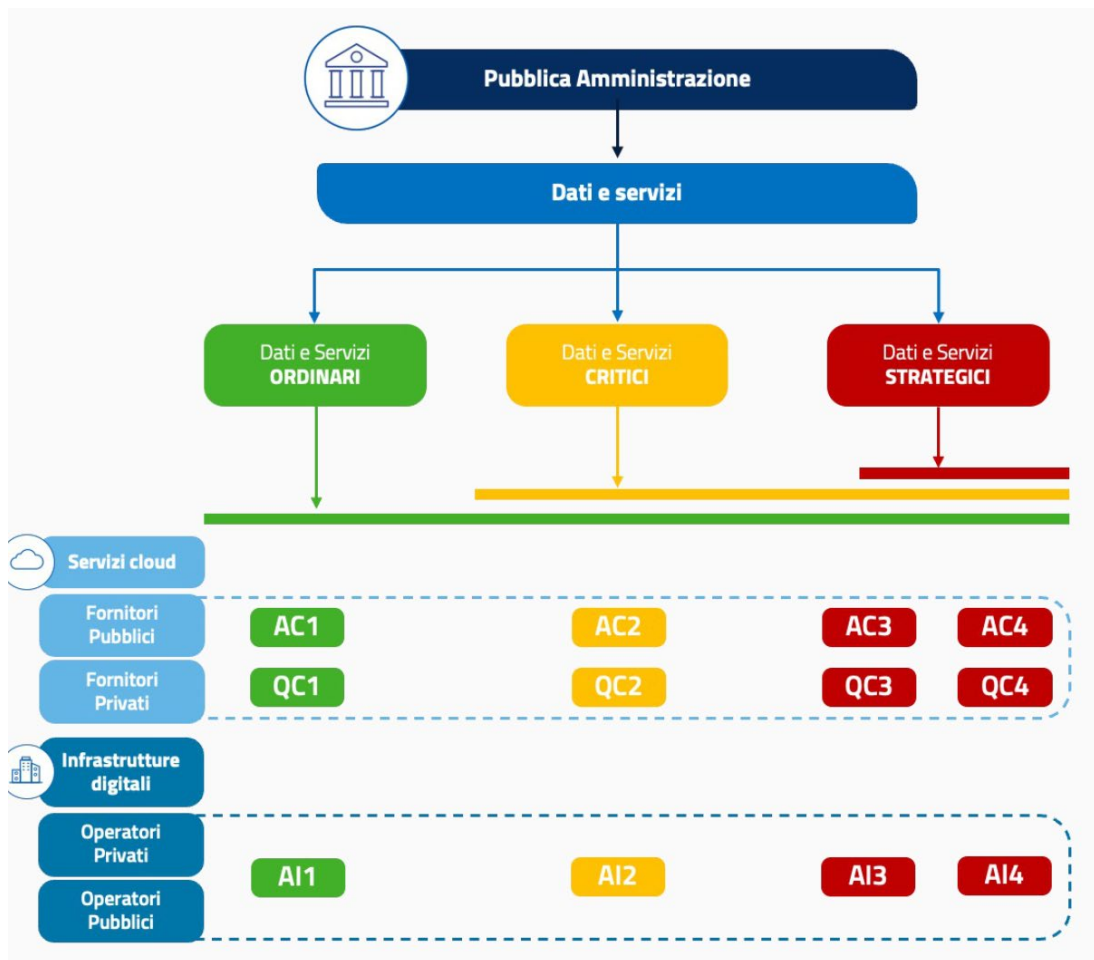 Pubblica Amministrazione
Dati e servizi
Dati e Servizi
ORDINARI
Dati e Servizi
CRITICI
Dati e Servizi
STRATEGICI
Servizi cloud
Fornitori
Pubblici
AC1
AC2
AC3
AC4
Fornitori
Privati
QC1
QC2
QC3
QC4
Infrastrutture
digitali
Operatori
Privati
Operatori
Pubblici
AI1
AI2
AI3
AI4